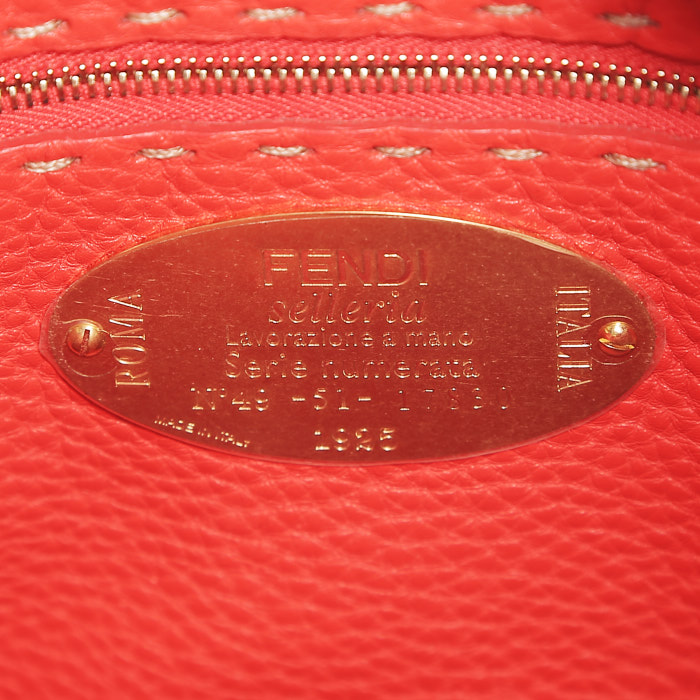 FENDI
selleria
Lavorazione a mano
Serie numerata
N°49 -51-
MADE IN ITALY
1925
ROMA
ITALIA